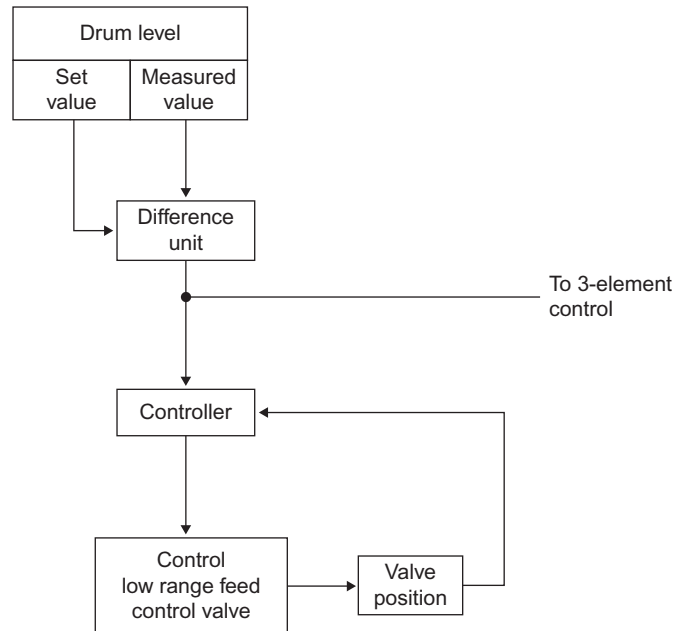 Drum level
Set
value
Measured
value
Difference
unit
To 3-element
control
Controller
Control
low range feed
control valve
Valve
position